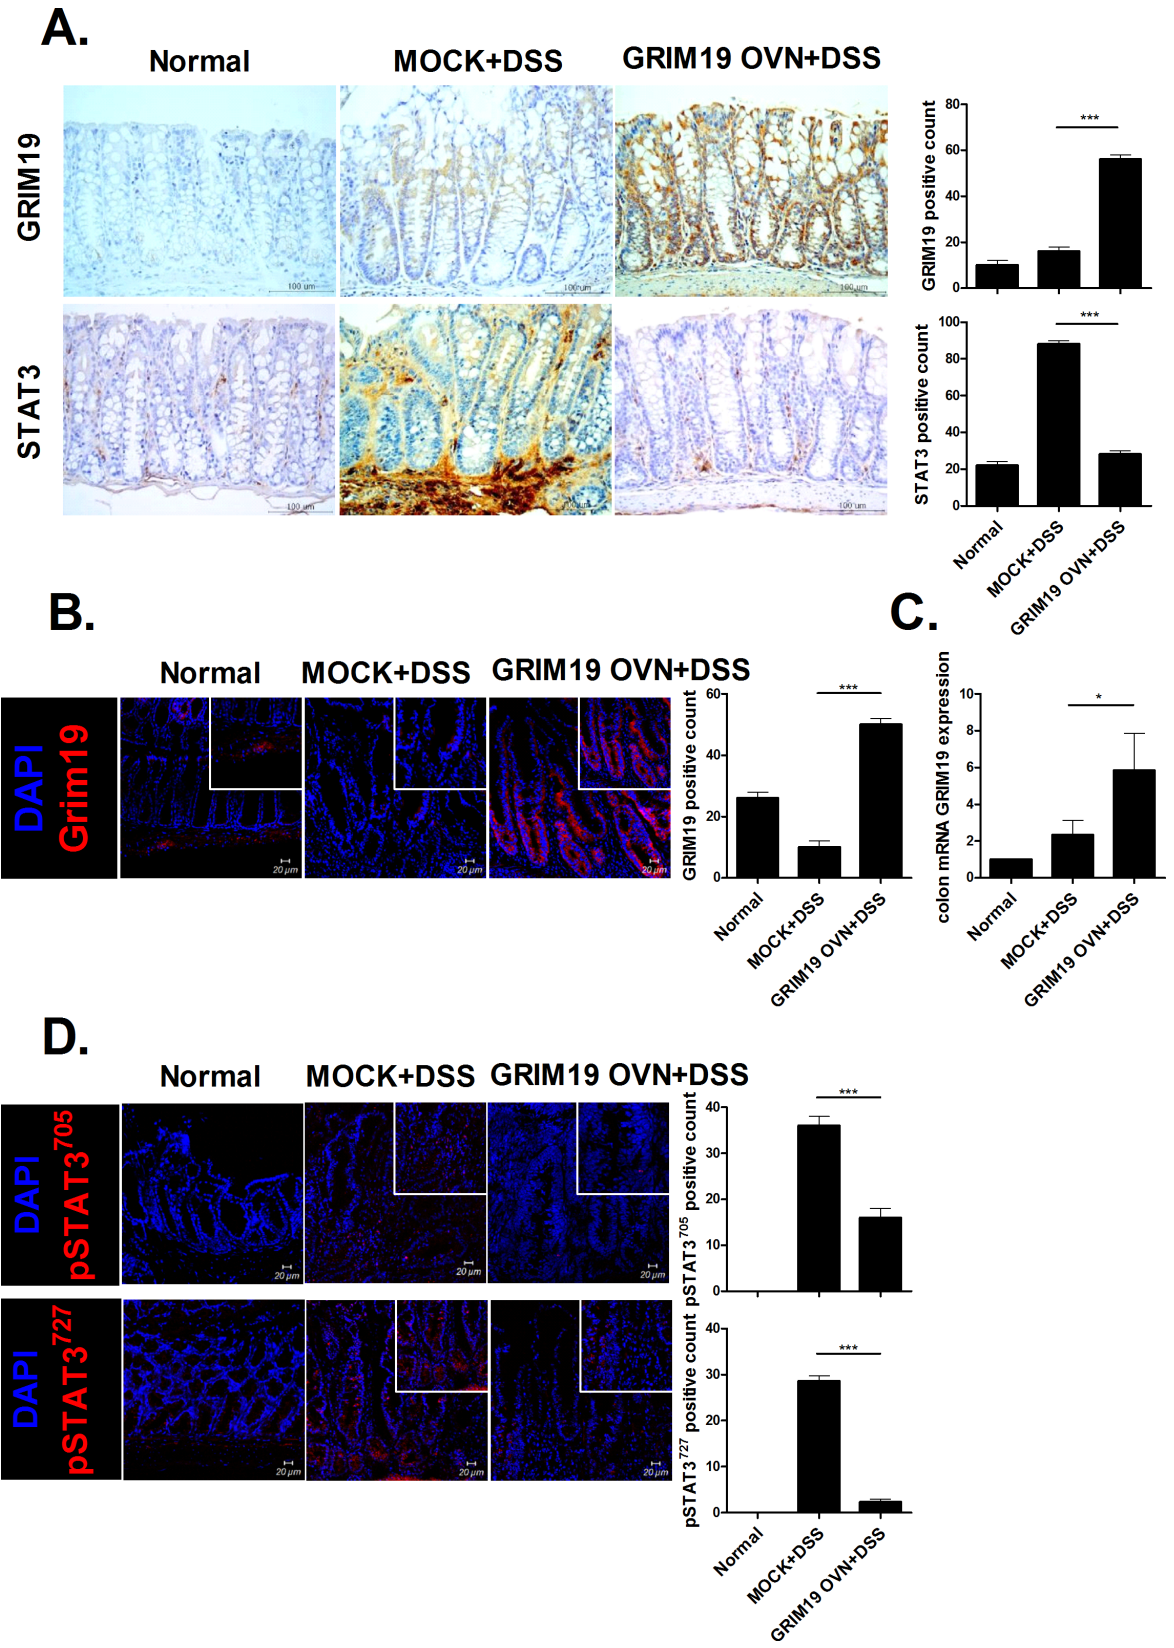 A.
Normal
MOCK+DSS
GRIM19 OVN+DSS
GRIM19
100 um
100 um
100 um
GRIM19 positive count
80
60
40
20
0
***
STAT3
100 um
100 um
100 um
STAT3 positive count
100
80
60
40
20
0
***
Normal
MOCK+DSS
GRIM19 OVN+DSS
B.
Normal
MOCK+DSS
GRIM19 OVN+DSS
DAPI
Grim19
20 µm
20 µm
20 µm
GRIM19 positive count
60
40
20
0
***
Normal
MOCK+DSS
GRIM19 OVN+DSS
C.
colon mRNA GRIM19 expression
10
8
6
4
2
0
*
Normal
MOCK+DSS
GRIM19 OVN+DSS
D.
Normal
MOCK+DSS
GRIM19 OVN+DSS
DAPI
pSTAT3705
20 µm
20 µm
20 µm
pSTAT3705 positive count
40
30
20
10
0
***
DAPI
pSTAT3727
20 µm
20 µm
20 µm
pSTAT3727 positive count
40
30
20
10
0
***
Normal
MOCK+DSS
GRIM19 OVN+DSS